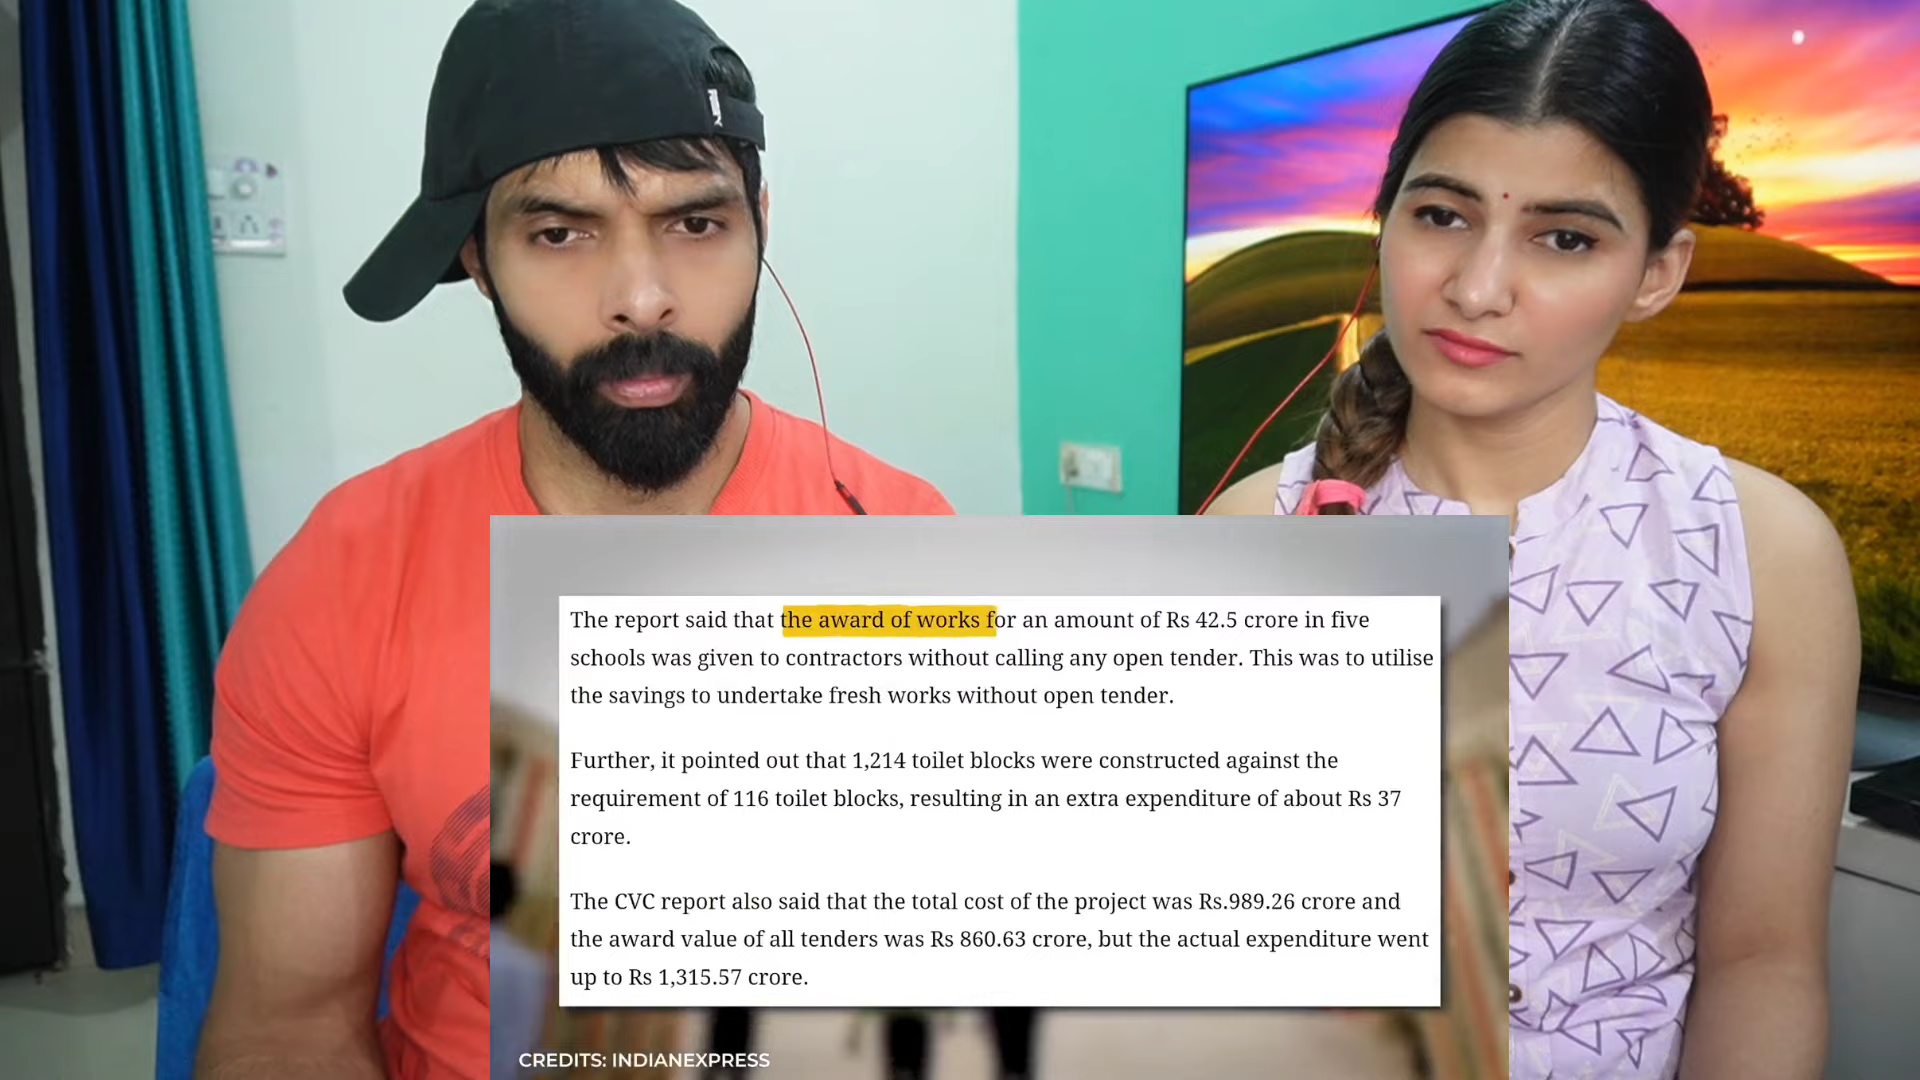 The report said that the award of works for an amount of Rs 42.5 crore in five
schools was given to contractors without calling any open tender. This was to utilise
the savings to undertake fresh works without open tender.
Further, it pointed out that 1,214 toilet blocks were constructed against the
requirement of 116 toilet blocks, resulting in an extra expenditure of about Rs 37
crore.
The CVC report also said that the total cost of the project was Rs.989.26 crore and
the award value of all tenders was Rs 860.63 crore, but the actual expenditure went
up to Rs 1,315.57 crore.
CREDITS: INDIANEXPRESS